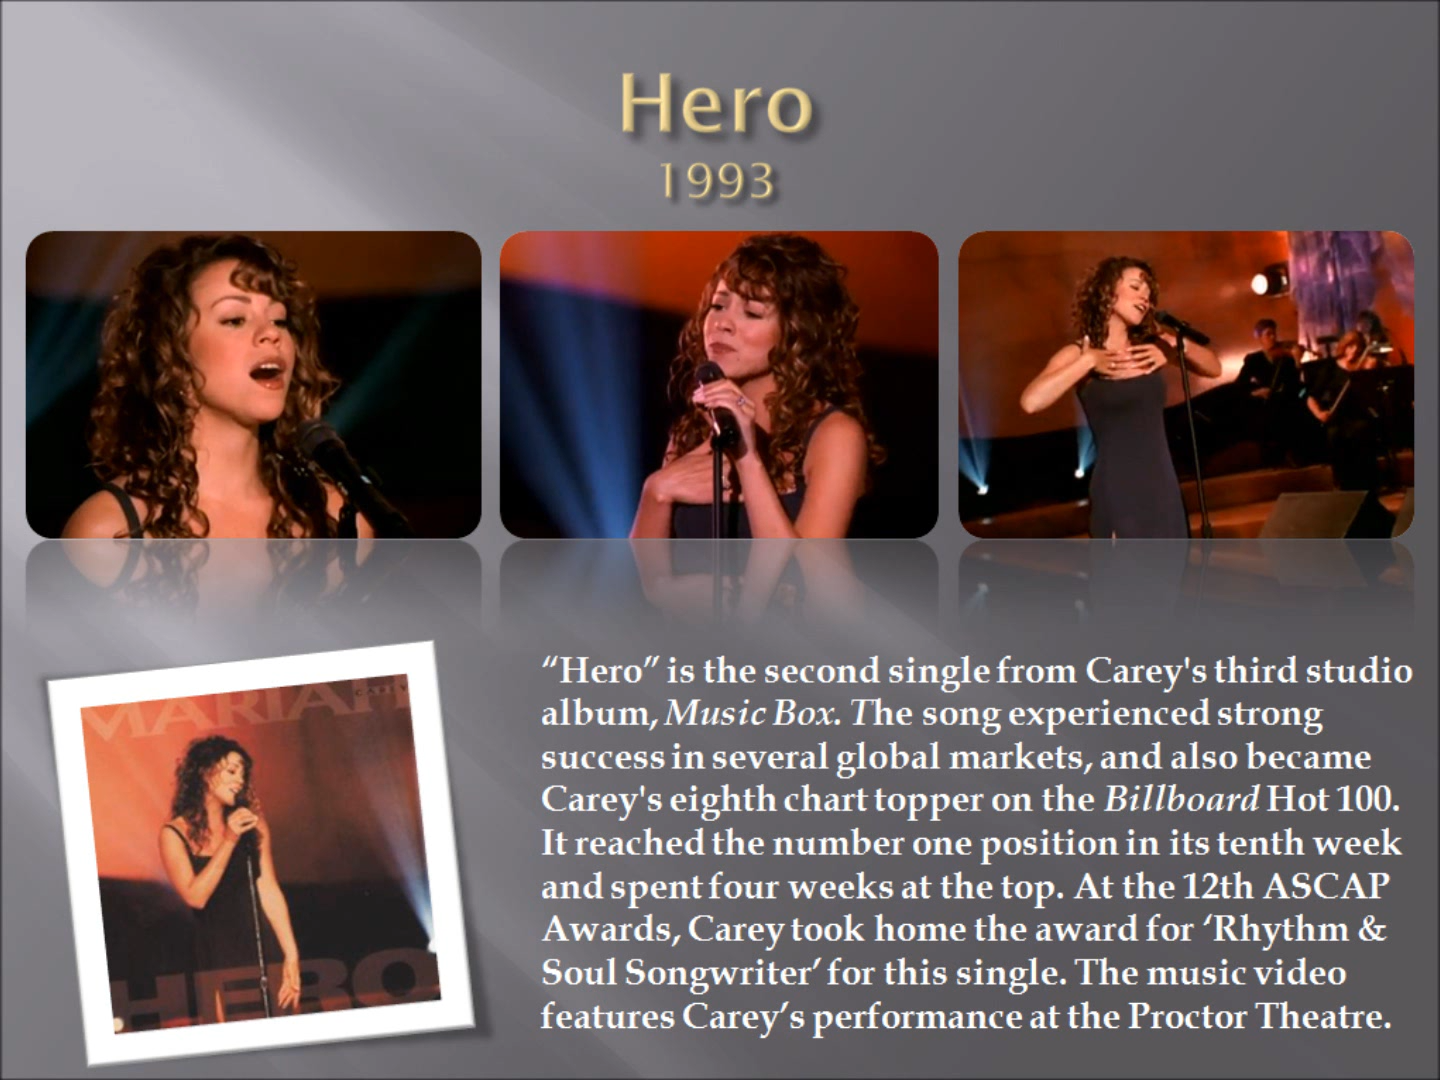 Hero
1993
MARIAH
CAREY
HERO
“Hero” is the second single from Carey's third studio
album, Music Box. The song experienced strong
success in several global markets, and also became
Carey's eighth chart topper on the Billboard Hot 100.
It reached the number one position in its tenth week
and spent four weeks at the top. At the 12th ASCAP
Awards, Carey took home the award for ‘Rhythm &
Soul Songwriter’ for this single. The music video
features Carey’s performance at the Proctor Theatre.